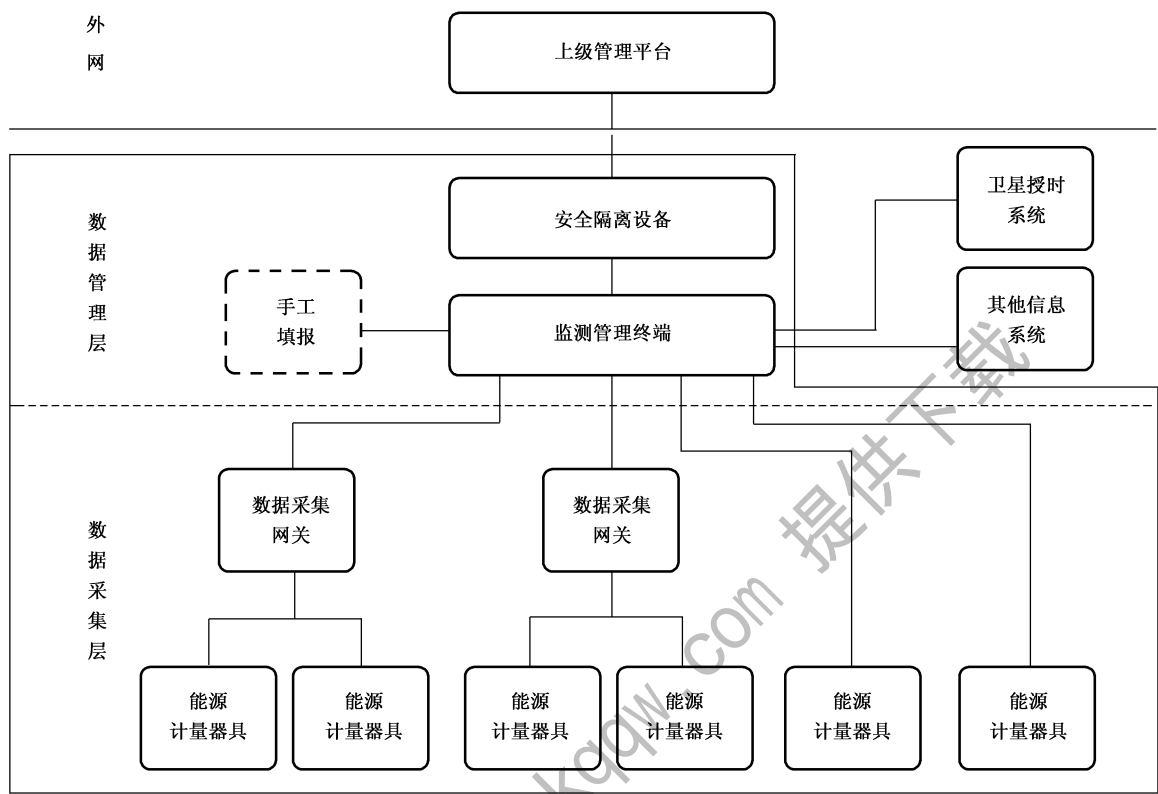 外
网
上级管理平台
数
据
管
理
层
安全隔离设备
卫星授时
系统
手工
填报
监测管理终端
其他信息
系统
数
据
采
集
层
数据采集
网关
数据采集
网关
能源
计量器具
能源
计量器具
能源
计量器具
能源
计量器具
能源
计量器具
能源
计量器具
kqqw.com 提供下载